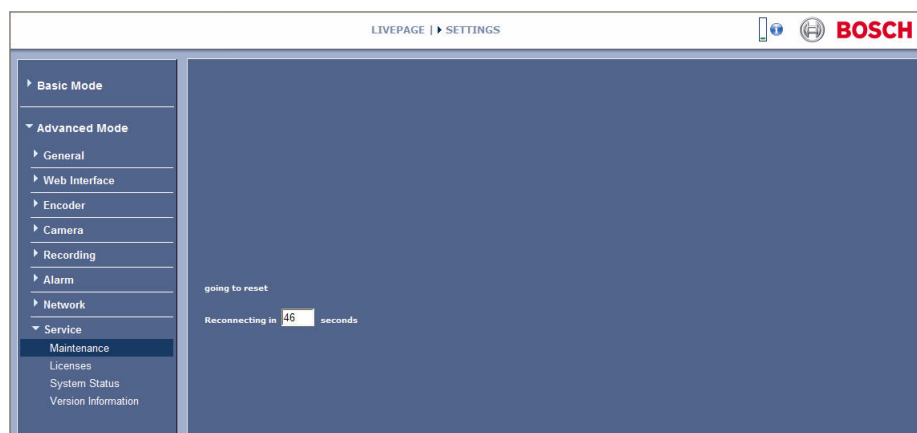 LIVEPAGE | SETTINGS
BOSCH
Basic Mode
Advanced Mode
General
Web Interface
Encoder
Camera
Recording
Alarm
Network
Service
Maintenance
Licenses
System Status
Version Information
going to reset
Reconnecting in 46 seconds